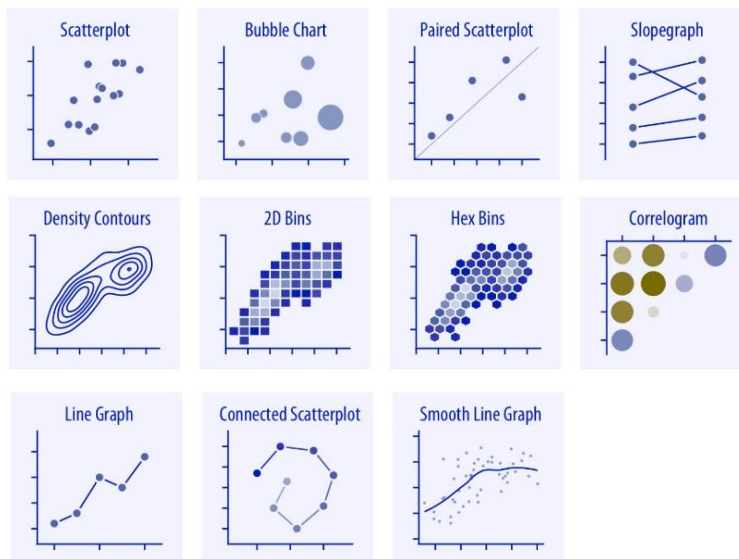 Scatterplot
Bubble Chart
Paired Scatterplot
Slopegraph
Density Contours
2D Bins
Hex Bins
Correlogram
Line Graph
Connected Scatterplot
Smooth Line Graph